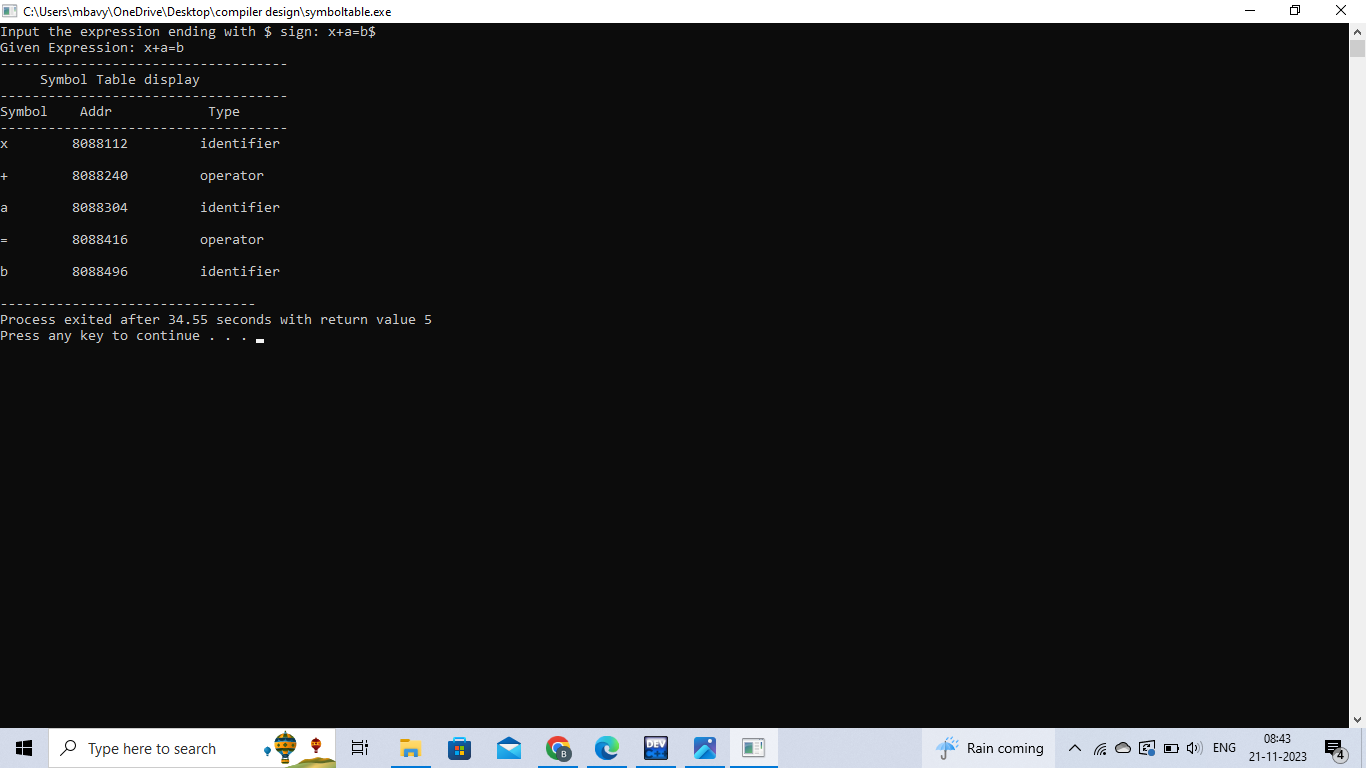 C:\Users\mbavy\OneDrive\Desktop\compiler design\symboltable.exe
Input the expression ending with $ sign: x+a=b$
Given Expression: x+a=b
------------------------------------
     Symbol Table display
------------------------------------
Symbol    Addr            Type
------------------------------------
x        8088112         identifier
+        8088240         operator
a        8088304         identifier
=        8088416         operator
b        8088496         identifier
--------------------------------
Process exited after 34.55 seconds with return value 5
Press any key to continue . . .
Type here to search
B
DEV
Rain coming
ENG
08:43
21-11-2023
4